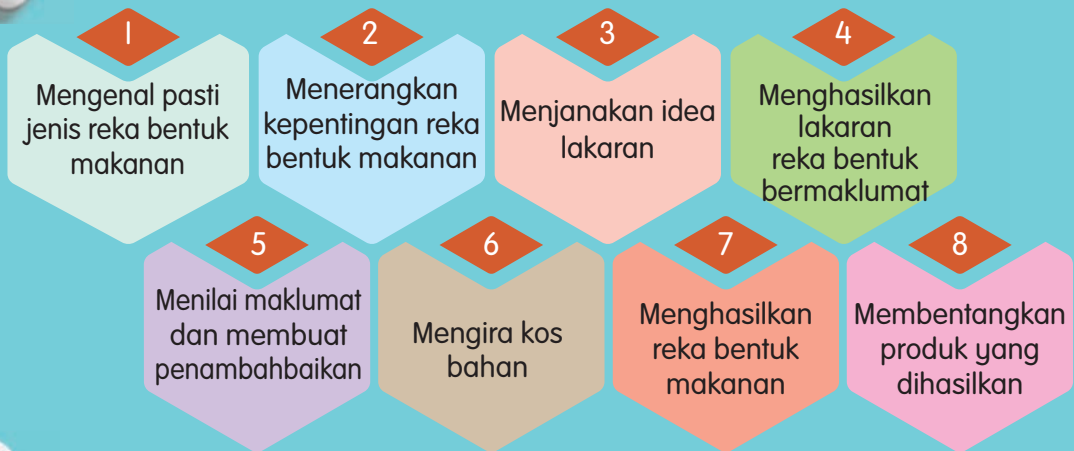 1
Mengenal pasti
jenis reka bentuk
makanan
2
Menerangkan
kepentingan reka
bentuk makanan
3
Menjanakan idea
lakaran
4
Menghasilkan
lakaran
reka bentuk
bermaklumat
5
Menilai maklumat
dan membuat
penambahbaikan
6
Mengira kos
bahan
7
Menghasilkan
reka bentuk
makanan
8
Membentangkan
produk yang
dihasilkan